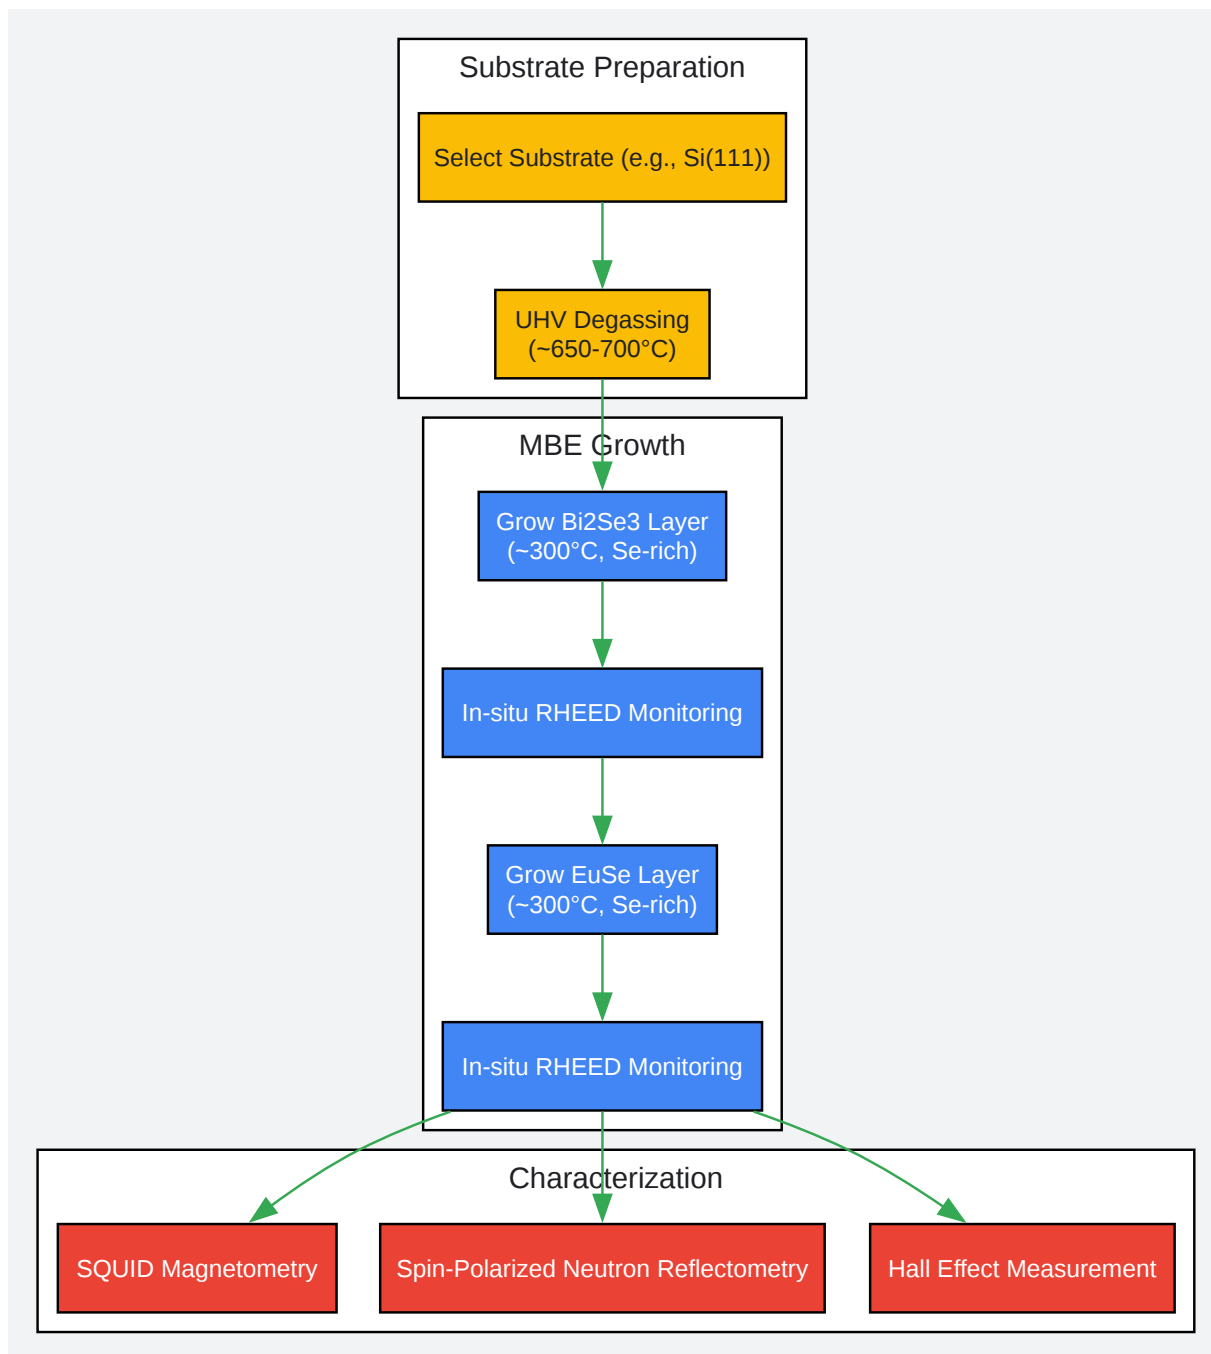 Substrate Preparation
Select Substrate (e.g., Si(111))
UHV Degassing
(~650-700°C)
MBE Growth
Grow Bi2Se3 Layer
(~300°C, Se-rich)
In-situ RHEED Monitoring
Grow EuSe Layer
(~300°C, Se-rich)
In-situ RHEED Monitoring
Characterization
SQUID Magnetometry
Spin-Polarized Neutron Reflectometry
Hall Effect Measurement